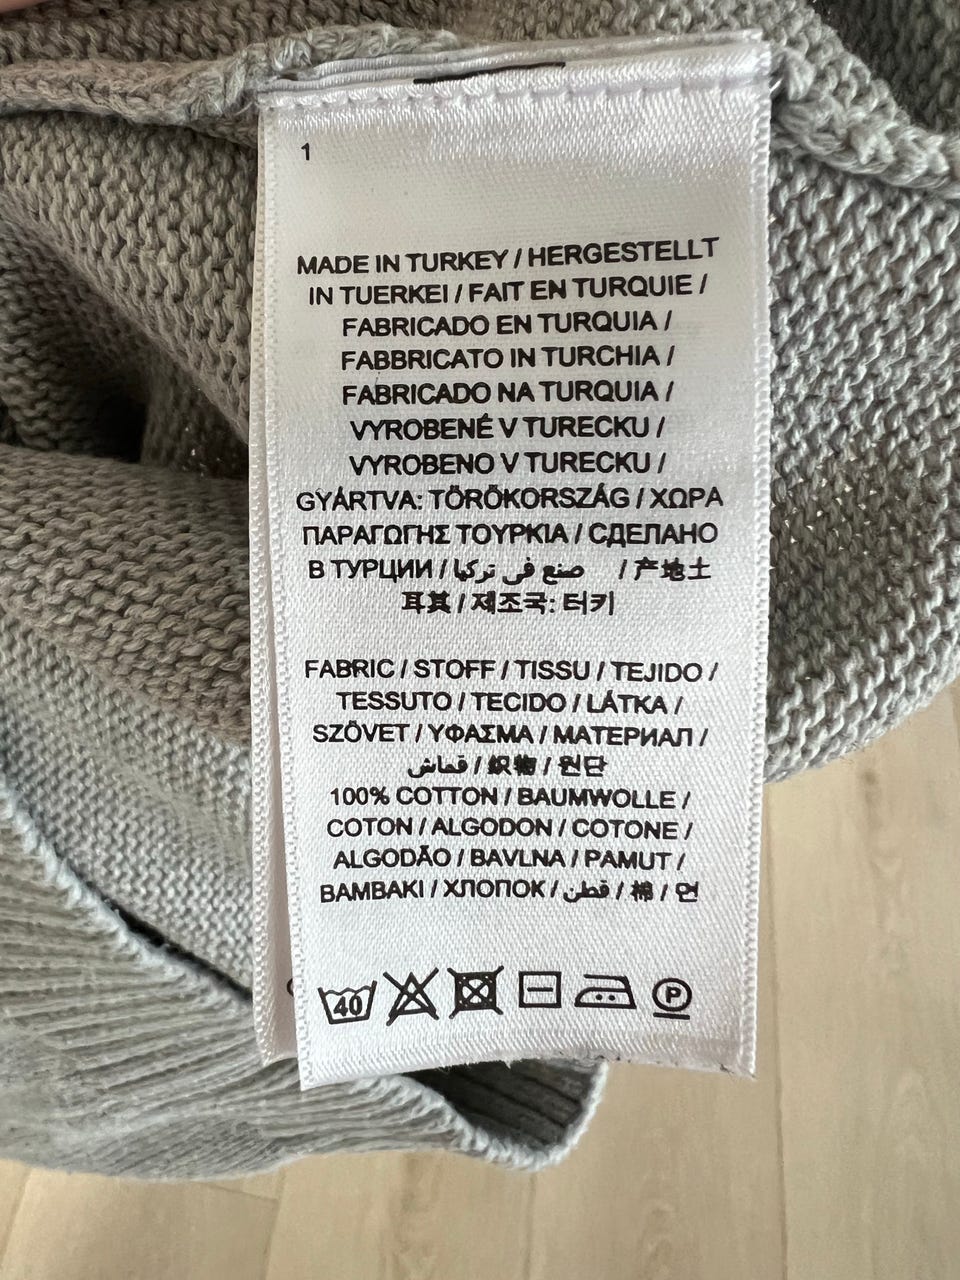 1
MADE IN TURKEY / HERGESTELLT
IN TUERKEI / FAIT EN TURQUIE /
FABRICADO EN TURQUIA /
FABBRICATO IN TURCHIA /
FABRICADO NA TURQUIA /
VYROBENÉ V TURECKU /
VYROBENO V TURECKU /
GYÁRTVA: TÖRÖKORSZÁG / ΧΩΡΑ
ΠΑΡΑΓΩΓΗΣ ΤΟΥΡΚΙΑ / СДЕЛАНО
В ТУРЦИИ / صنع في تركيا / 产地土
耳其 / 제조국: 터키
FABRIC / STOFF / TISSU / TEJIDO /
TESSUTO / TECIDO / LÁTKA /
SZÖVET / ΥΦΑΣΜΑ / МАТЕРИАЛ /
قماش / 织物 / 원단
100% COTTON / BAUMWOLLE /
COTON / ALGODON / COTONE /
ALGODÃO / BAVLNA / PAMUT /
ΒΑΜΒΑΚΙ / ХЛОПОК / قطن / 棉 / 면
40 P